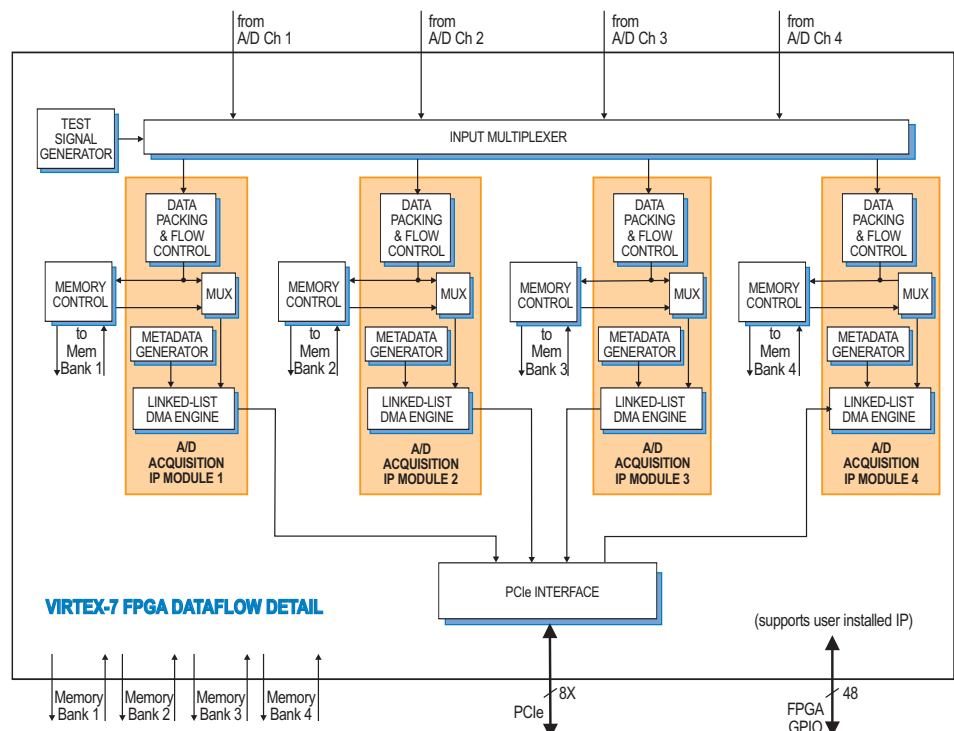 from
A/D Ch 1
from
A/D Ch 2
from
A/D Ch 3
from
A/D Ch 4
TEST
SIGNAL
GENERATOR
INPUT MULTIPLEXER
DATA
PACKING
& FLOW
CONTROL
MEMORY
CONTROL
MUX
to
Mem
Bank 1
METADATA
GENERATOR
LINKED-LIST
DMA ENGINE
A/D
ACQUISITION
IP MODULE 1
DATA
PACKING
& FLOW
CONTROL
MEMORY
CONTROL
MUX
to
Mem
Bank 2
METADATA
GENERATOR
LINKED-LIST
DMA ENGINE
A/D
ACQUISITION
IP MODULE 2
DATA
PACKING
& FLOW
CONTROL
MEMORY
CONTROL
MUX
to
Mem
Bank 3
METADATA
GENERATOR
LINKED-LIST
DMA ENGINE
A/D
ACQUISITION
IP MODULE 3
DATA
PACKING
& FLOW
CONTROL
MEMORY
CONTROL
MUX
to
Mem
Bank 4
METADATA
GENERATOR
LINKED-LIST
DMA ENGINE
A/D
ACQUISITION
IP MODULE 4
PCIe INTERFACE
VIRTEX-7 FPGA DATAFLOW DETAIL
(supports user installed IP)
Memory
Bank 1
Memory
Bank 2
Memory
Bank 3
Memory
Bank 4
8X
PCIe
48
FPGA
GPIO